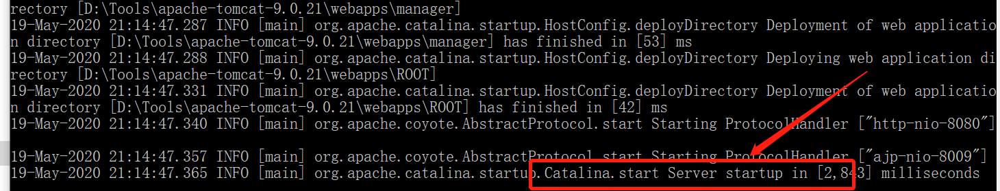 rectory [D:\Tools\apache-tomcat-9.0.21\webapps\manager]
19-May-2020 21:14:47.287 INFO [main] org.apache.catalina.startup.HostConfig.deployDirectory Deployment of web applicatio
n directory [D:\Tools\apache-tomcat-9.0.21\webapps\manager] has finished in [53] ms
19-May-2020 21:14:47.288 INFO [main] org.apache.catalina.startup.HostConfig.deployDirectory Deploying web application di
rectory [D:\Tools\apache-tomcat-9.0.21\webapps\ROOT]
19-May-2020 21:14:47.331 INFO [main] org.apache.catalina.startup.HostConfig.deployDirectory Deployment of web applicatio
n directory [D:\Tools\apache-tomcat-9.0.21\webapps\ROOT] has finished in [42] ms
19-May-2020 21:14:47.340 INFO [main] org.apache.coyote.AbstractProtocol.start Starting ProtocolHandler ["http-nio-8080"]
19-May-2020 21:14:47.357 INFO [main] org.apache.coyote.AbstractProtocol.start Starting ProtocolHandler ["ajp-nio-8009"]
19-May-2020 21:14:47.365 INFO [main] org.apache.catalina.startup.Catalina.start Server startup in [2,843] milliseconds